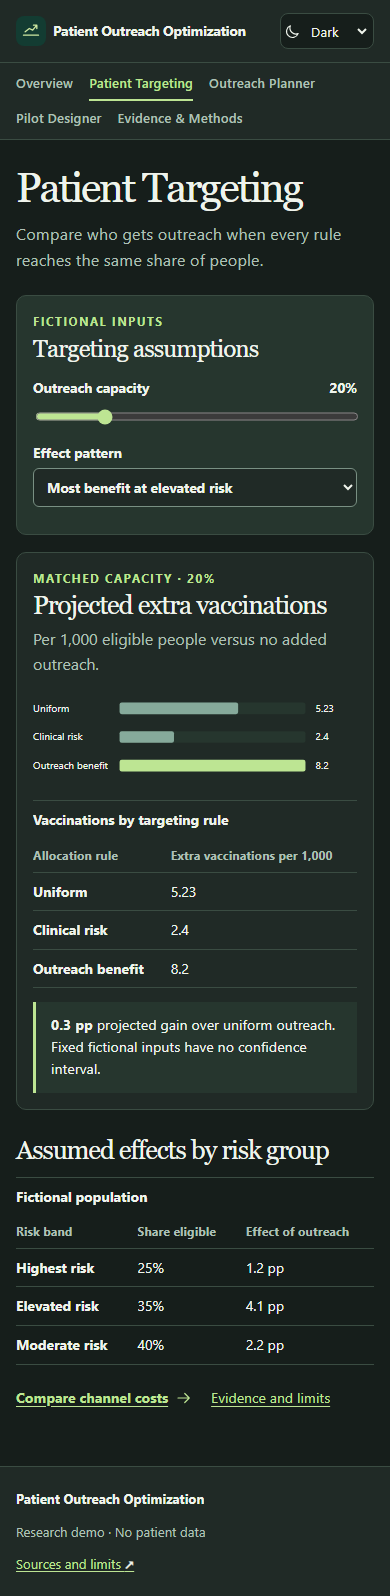 Patient Outreach Optimization
Dark
Overview Patient Targeting Outreach Planner
Pilot Designer Evidence & Methods
Patient Targeting
Compare who gets outreach when every rule
reaches the same share of people.
FICTIONAL INPUTS
Targeting assumptions
Outreach capacity 20%
Effect pattern
Most benefit at elevated risk
MATCHED CAPACITY · 20%
Projected extra vaccinations
Per 1,000 eligible people versus no added
outreach.
Uniform 5.23
Clinical risk 2.4
Outreach benefit 8.2
Vaccinations by targeting rule
Allocation rule Extra vaccinations per 1,000
Uniform 5.23
Clinical risk 2.4
Outreach benefit 8.2
0.3 pp projected gain over uniform outreach.
Fixed fictional inputs have no confidence
interval.
Assumed effects by risk group
Fictional population
Risk band Share eligible Effect of outreach
Highest risk 25% 1.2 pp
Elevated risk 35% 4.1 pp
Moderate risk 40% 2.2 pp
Compare channel costs → Evidence and limits
Patient Outreach Optimization
Research demo · No patient data
Sources and limits ↗